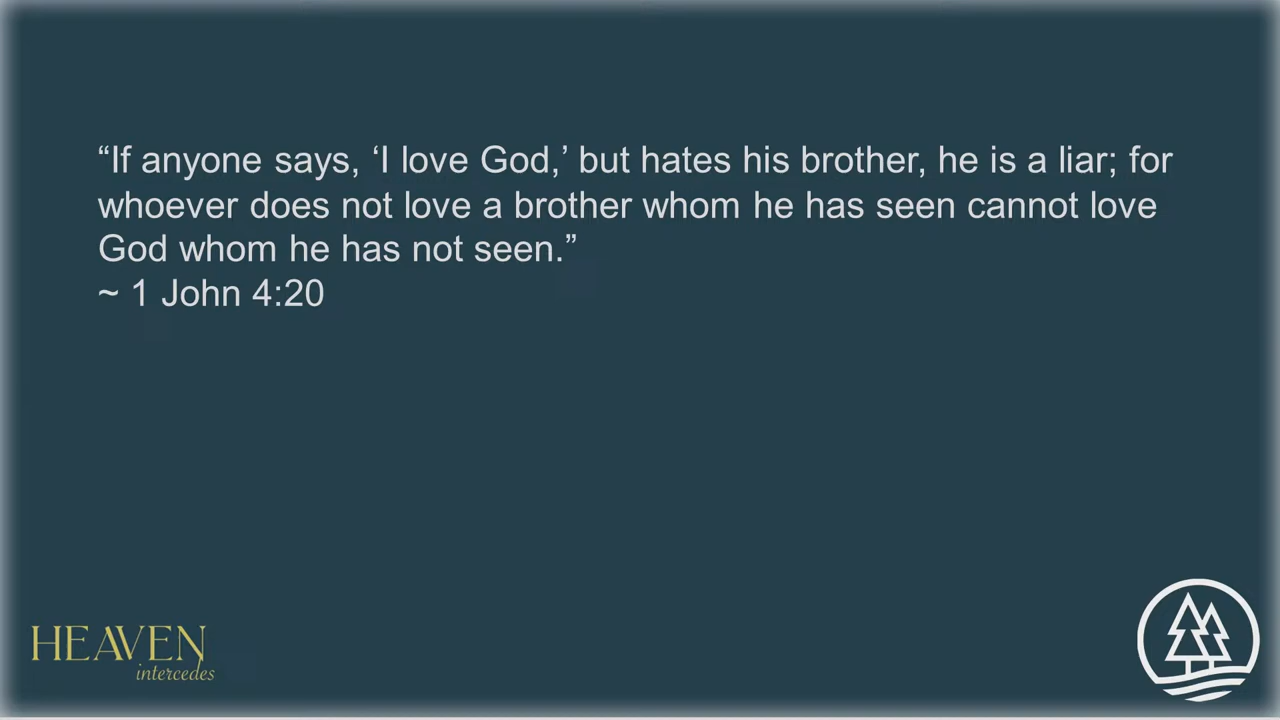 “If anyone says, ‘I love God,’ but hates his brother, he is a liar; for
whoever does not love a brother whom he has seen cannot love
God whom he has not seen.”
~ 1 John 4:20
HEAVEN
intercedes